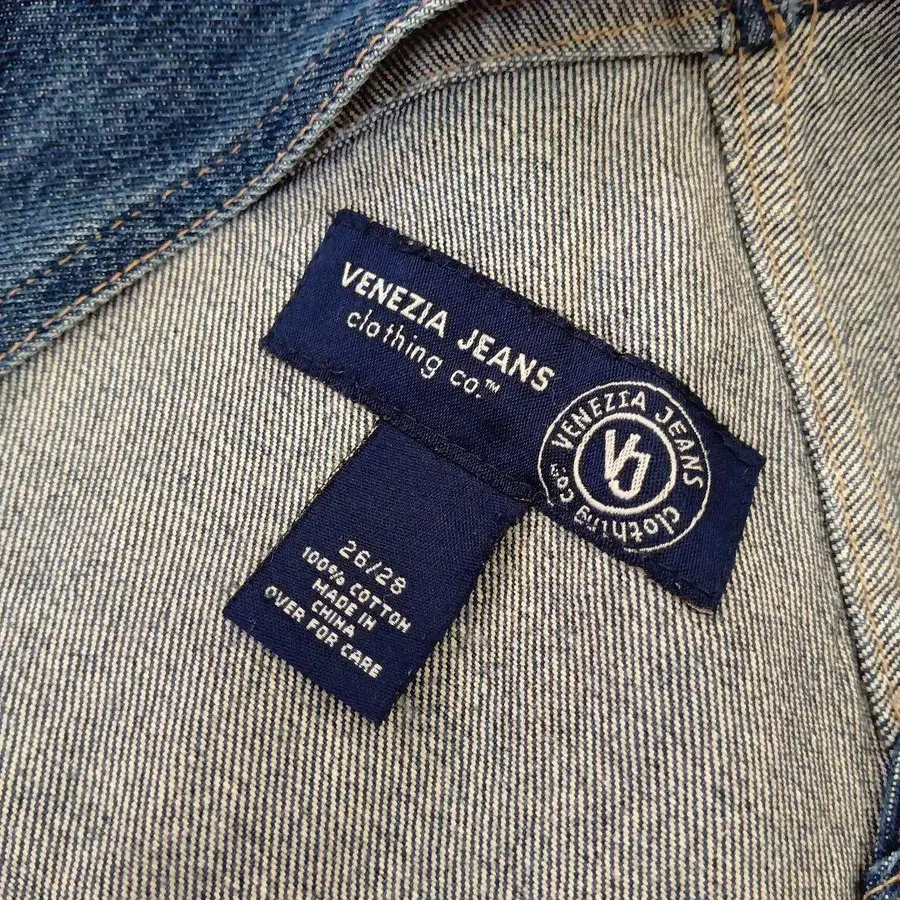 VENEZIA JEANS
clothing co.™
VENEZIA JEANS
VJ
clothing co.™
26/28
100% COTTON
MADE IN
CHINA
OVER FOR CARE